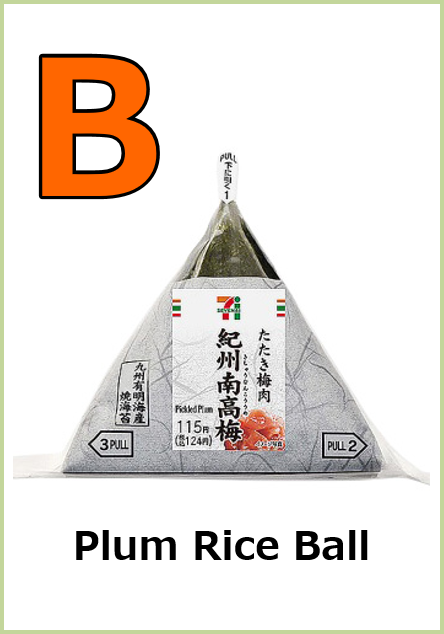 B
PULL
下に引く
1
7
たたき梅肉
紀州南高梅
きしゅうなんこううめ
Pickled Plum
115円
(税込124円)
九州有明海産
焼海苔
3 PULL
PULL 2
Plum Rice Ball